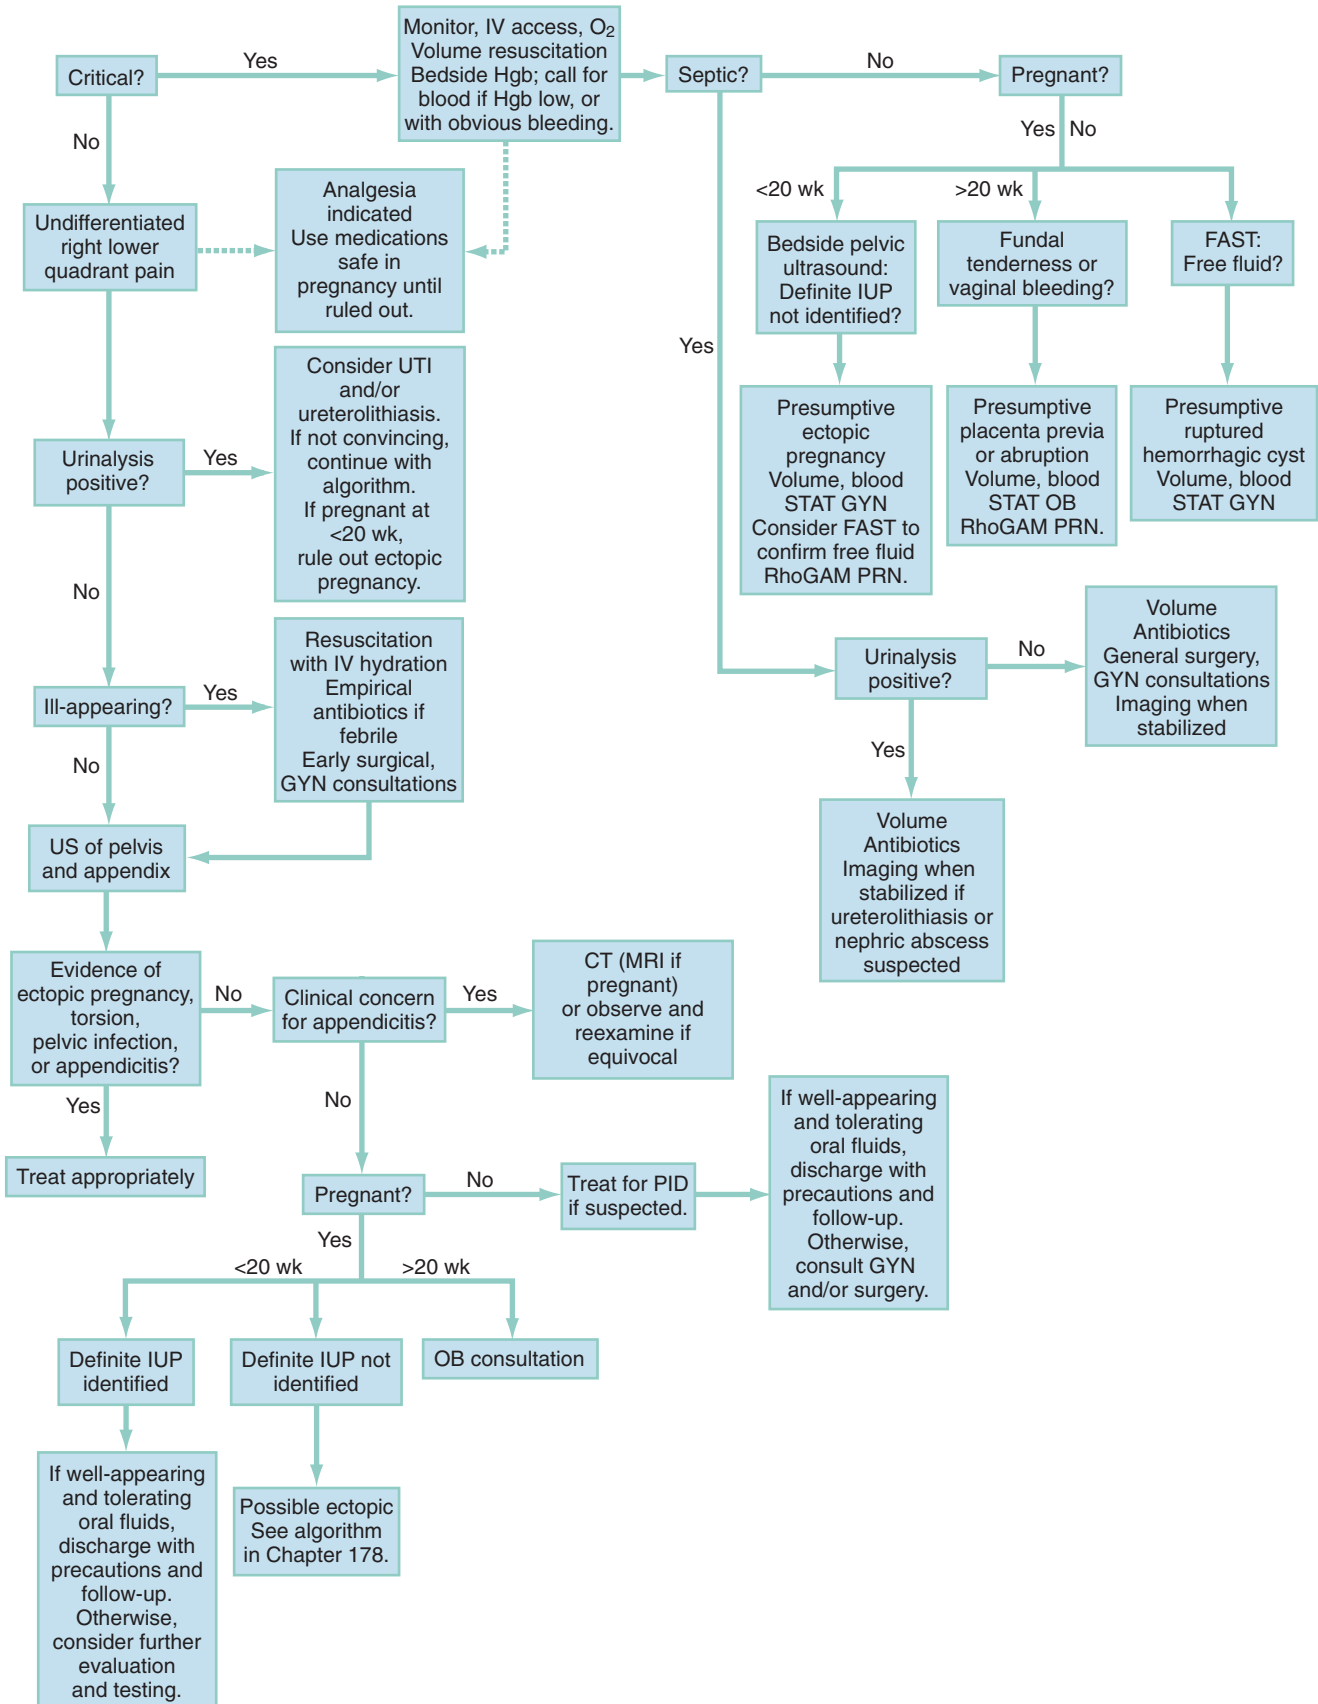 Critical?
Yes
Monitor, IV access, O2
Volume resuscitation
Bedside Hgb; call for
blood if Hgb low, or
with obvious bleeding.
Septic?
No
Pregnant?
No
Yes
No
Undifferentiated
right lower
quadrant pain
Analgesia
indicated
Use medications
safe in
pregnancy until
ruled out.
<20 wk
>20 wk
Bedside pelvic
ultrasound:
Definite IUP
not identified?
Fundal
tenderness or
vaginal bleeding?
FAST:
Free fluid?
Yes
Presumptive
ectopic
pregnancy
Volume, blood
STAT GYN
Consider FAST to
confirm free fluid
RhoGAM PRN.
Presumptive
placenta previa
or abruption
Volume, blood
STAT OB
RhoGAM PRN.
Presumptive
ruptured
hemorrhagic cyst
Volume, blood
STAT GYN
Urinalysis
positive?
Yes
Consider UTI
and/or
ureterolithiasis.
If not convincing,
continue with
algorithm.
If pregnant at
<20 wk,
rule out ectopic
pregnancy.
No
Urinalysis
positive?
No
Volume
Antibiotics
General surgery,
GYN consultations
Imaging when
stabilized
Yes
Volume
Antibiotics
Imaging when
stabilized if
ureterolithiasis or
nephric abscess
suspected
Ill-appearing?
Yes
Resuscitation
with IV hydration
Empirical
antibiotics if
febrile
Early surgical,
GYN consultations
No
US of pelvis
and appendix
Evidence of
ectopic pregnancy,
torsion,
pelvic infection,
or appendicitis?
No
Clinical concern
for appendicitis?
Yes
CT (MRI if
pregnant)
or observe and
reexamine if
equivocal
Yes
Treat appropriately
No
Pregnant?
No
Treat for PID
if suspected.
If well-appearing
and tolerating
oral fluids,
discharge with
precautions and
follow-up.
Otherwise,
consult GYN
and/or surgery.
Yes
<20 wk
>20 wk
Definite IUP
identified
Definite IUP not
identified
OB consultation
If well-appearing
and tolerating
oral fluids,
discharge with
precautions and
follow-up.
Otherwise,
consider further
evaluation
and testing.
Possible ectopic
See algorithm
in Chapter 178.